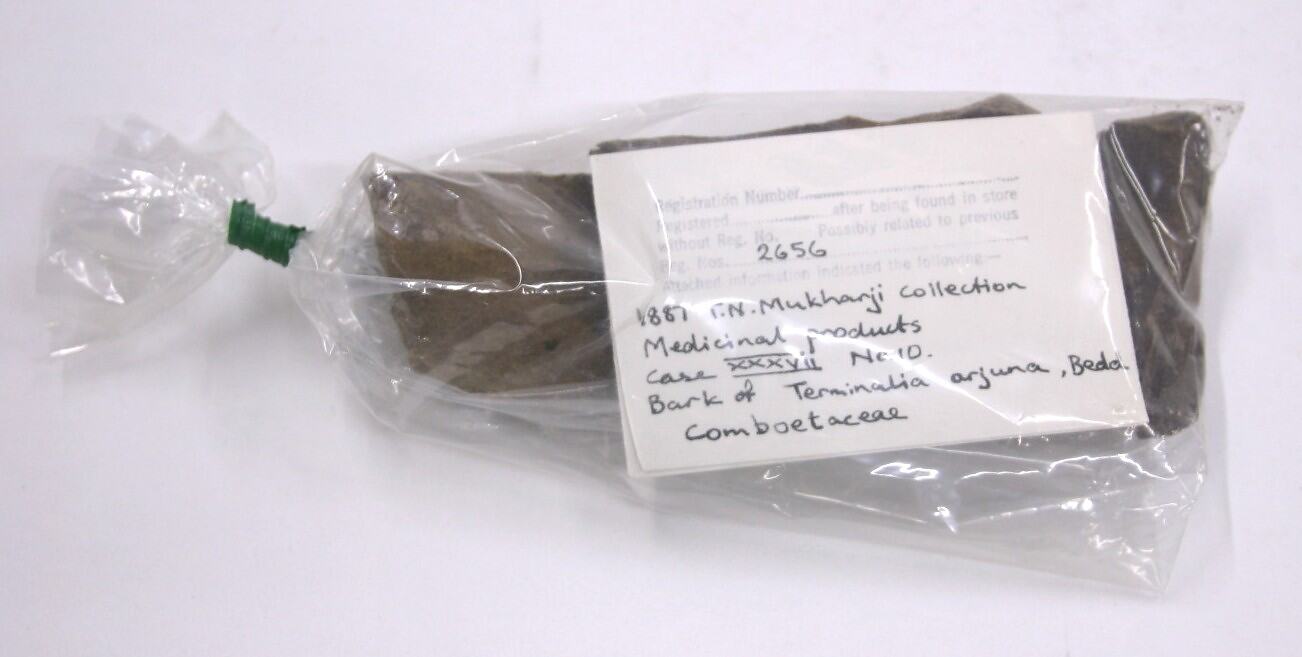 Registration Number
Registered after being found in store
without Reg. No. Possibly related to previous
Reg. Nos. 2656
Attached information indicated the following:—
1887 T.N. Mukharji Collection
Medicinal products
Case XXXVII No 10.
Bark of Terminalia arjuna, Bedd
Comboetaceae